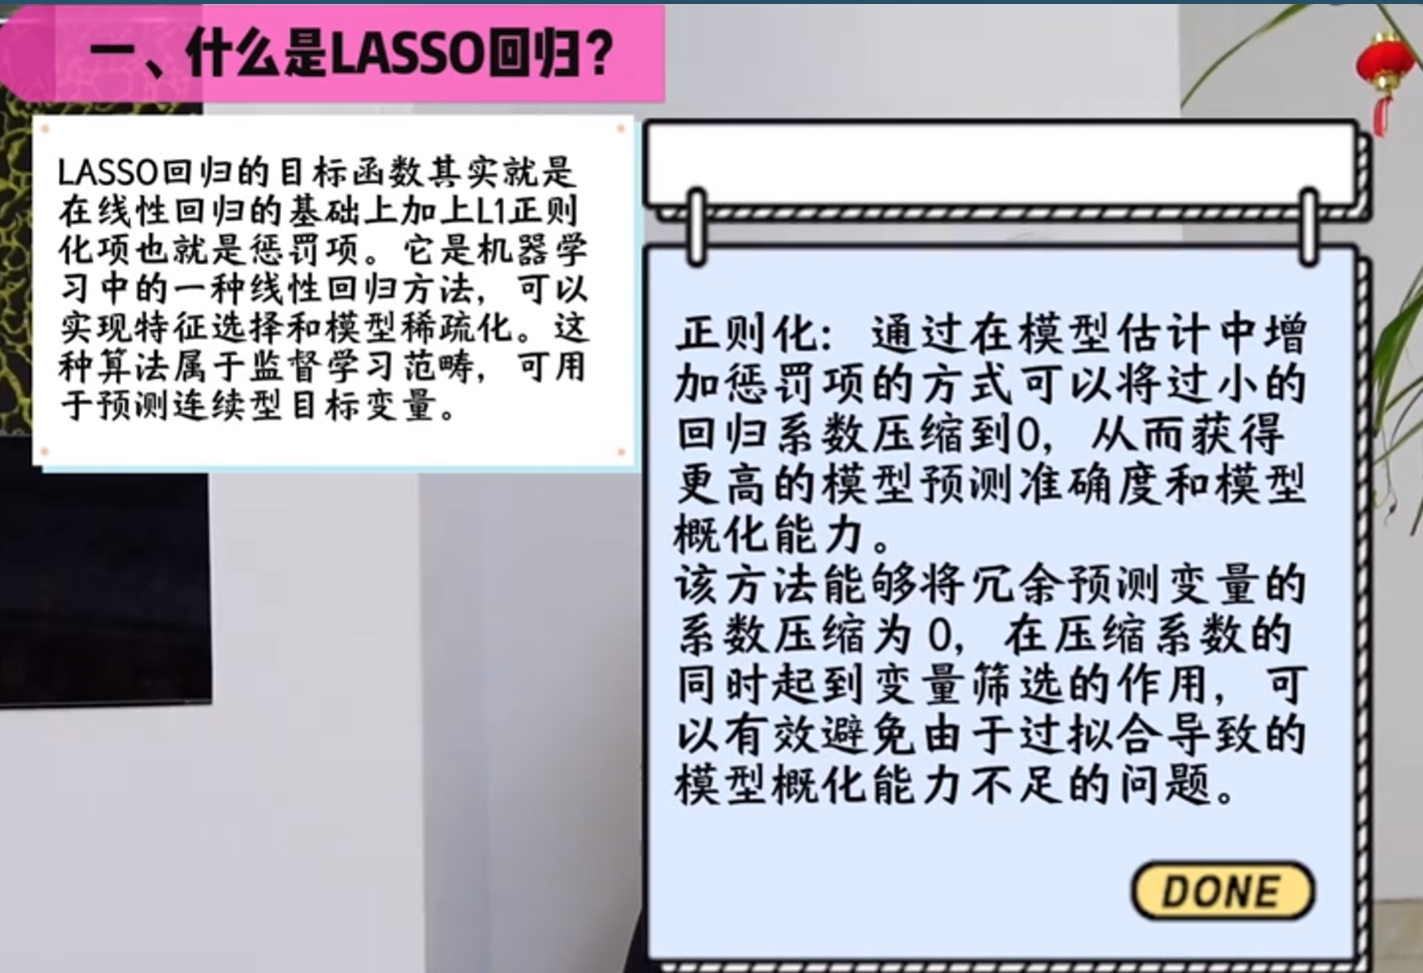 一、什么是LASSO回归？
LASSO回归的目标函数其实就是
在线性回归的基础上加上L1正则
化项也就是惩罚项。它是机器学
习中的一种线性回归方法，可以
实现特征选择和模型稀疏化。这
种算法属于监督学习范畴，可用
于预测连续型目标变量。
正则化：通过在模型估计中增
加惩罚项的方式可以将过小的
回归系数压缩到0，从而获得
更高的模型预测准确度和模型
概化能力。
该方法能够将冗余预测变量的
系数压缩为 0，在压缩系数的
同时起到变量筛选的作用，可
以有效避免由于过拟合导致的
模型概化能力不足的问题。
DONE